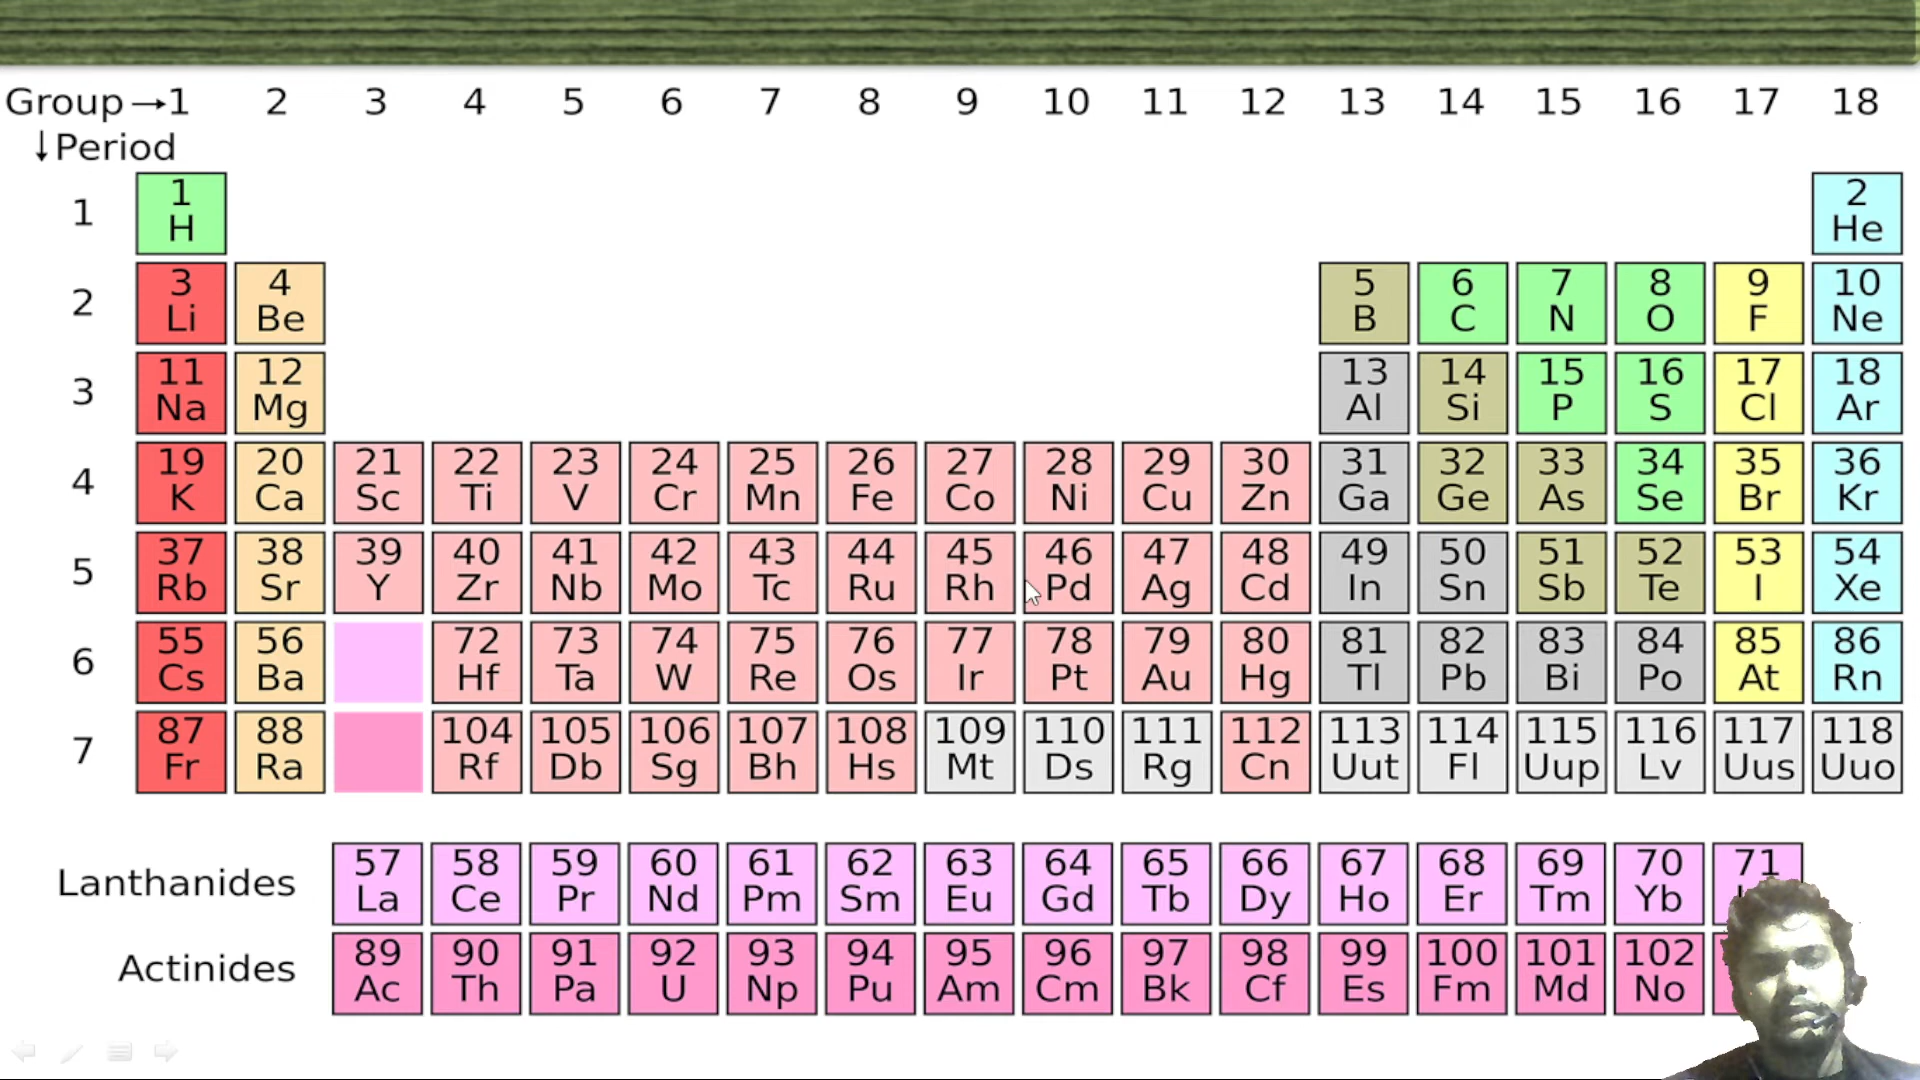 Group →1 2 3 4 5 6 7 8 9 10 11 12 13 14 15 16 17 18
↓Period
1 1 H 2 He
2 3 Li 4 Be 5 B 6 C 7 N 8 O 9 F 10 Ne
3 11 Na 12 Mg 13 Al 14 Si 15 P 16 S 17 Cl 18 Ar
4 19 K 20 Ca 21 Sc 22 Ti 23 V 24 Cr 25 Mn 26 Fe 27 Co 28 Ni 29 Cu 30 Zn 31 Ga 32 Ge 33 As 34 Se 35 Br 36 Kr
5 37 Rb 38 Sr 39 Y 40 Zr 41 Nb 42 Mo 43 Tc 44 Ru 45 Rh 46 Pd 47 Ag 48 Cd 49 In 50 Sn 51 Sb 52 Te 53 I 54 Xe
6 55 Cs 56 Ba 72 Hf 73 Ta 74 W 75 Re 76 Os 77 Ir 78 Pt 79 Au 80 Hg 81 Tl 82 Pb 83 Bi 84 Po 85 At 86 Rn
7 87 Fr 88 Ra 104 Rf 105 Db 106 Sg 107 Bh 108 Hs 109 Mt 110 Ds 111 Rg 112 Cn 113 Uut 114 Fl 115 Uup 116 Lv 117 Uus 118 Uuo
Lanthanides 57 La 58 Ce 59 Pr 60 Nd 61 Pm 62 Sm 63 Eu 64 Gd 65 Tb 66 Dy 67 Ho 68 Er 69 Tm 70 Yb 71
Actinides 89 Ac 90 Th 91 Pa 92 U 93 Np 94 Pu 95 Am 96 Cm 97 Bk 98 Cf 99 Es 100 Fm 101 Md 102 No